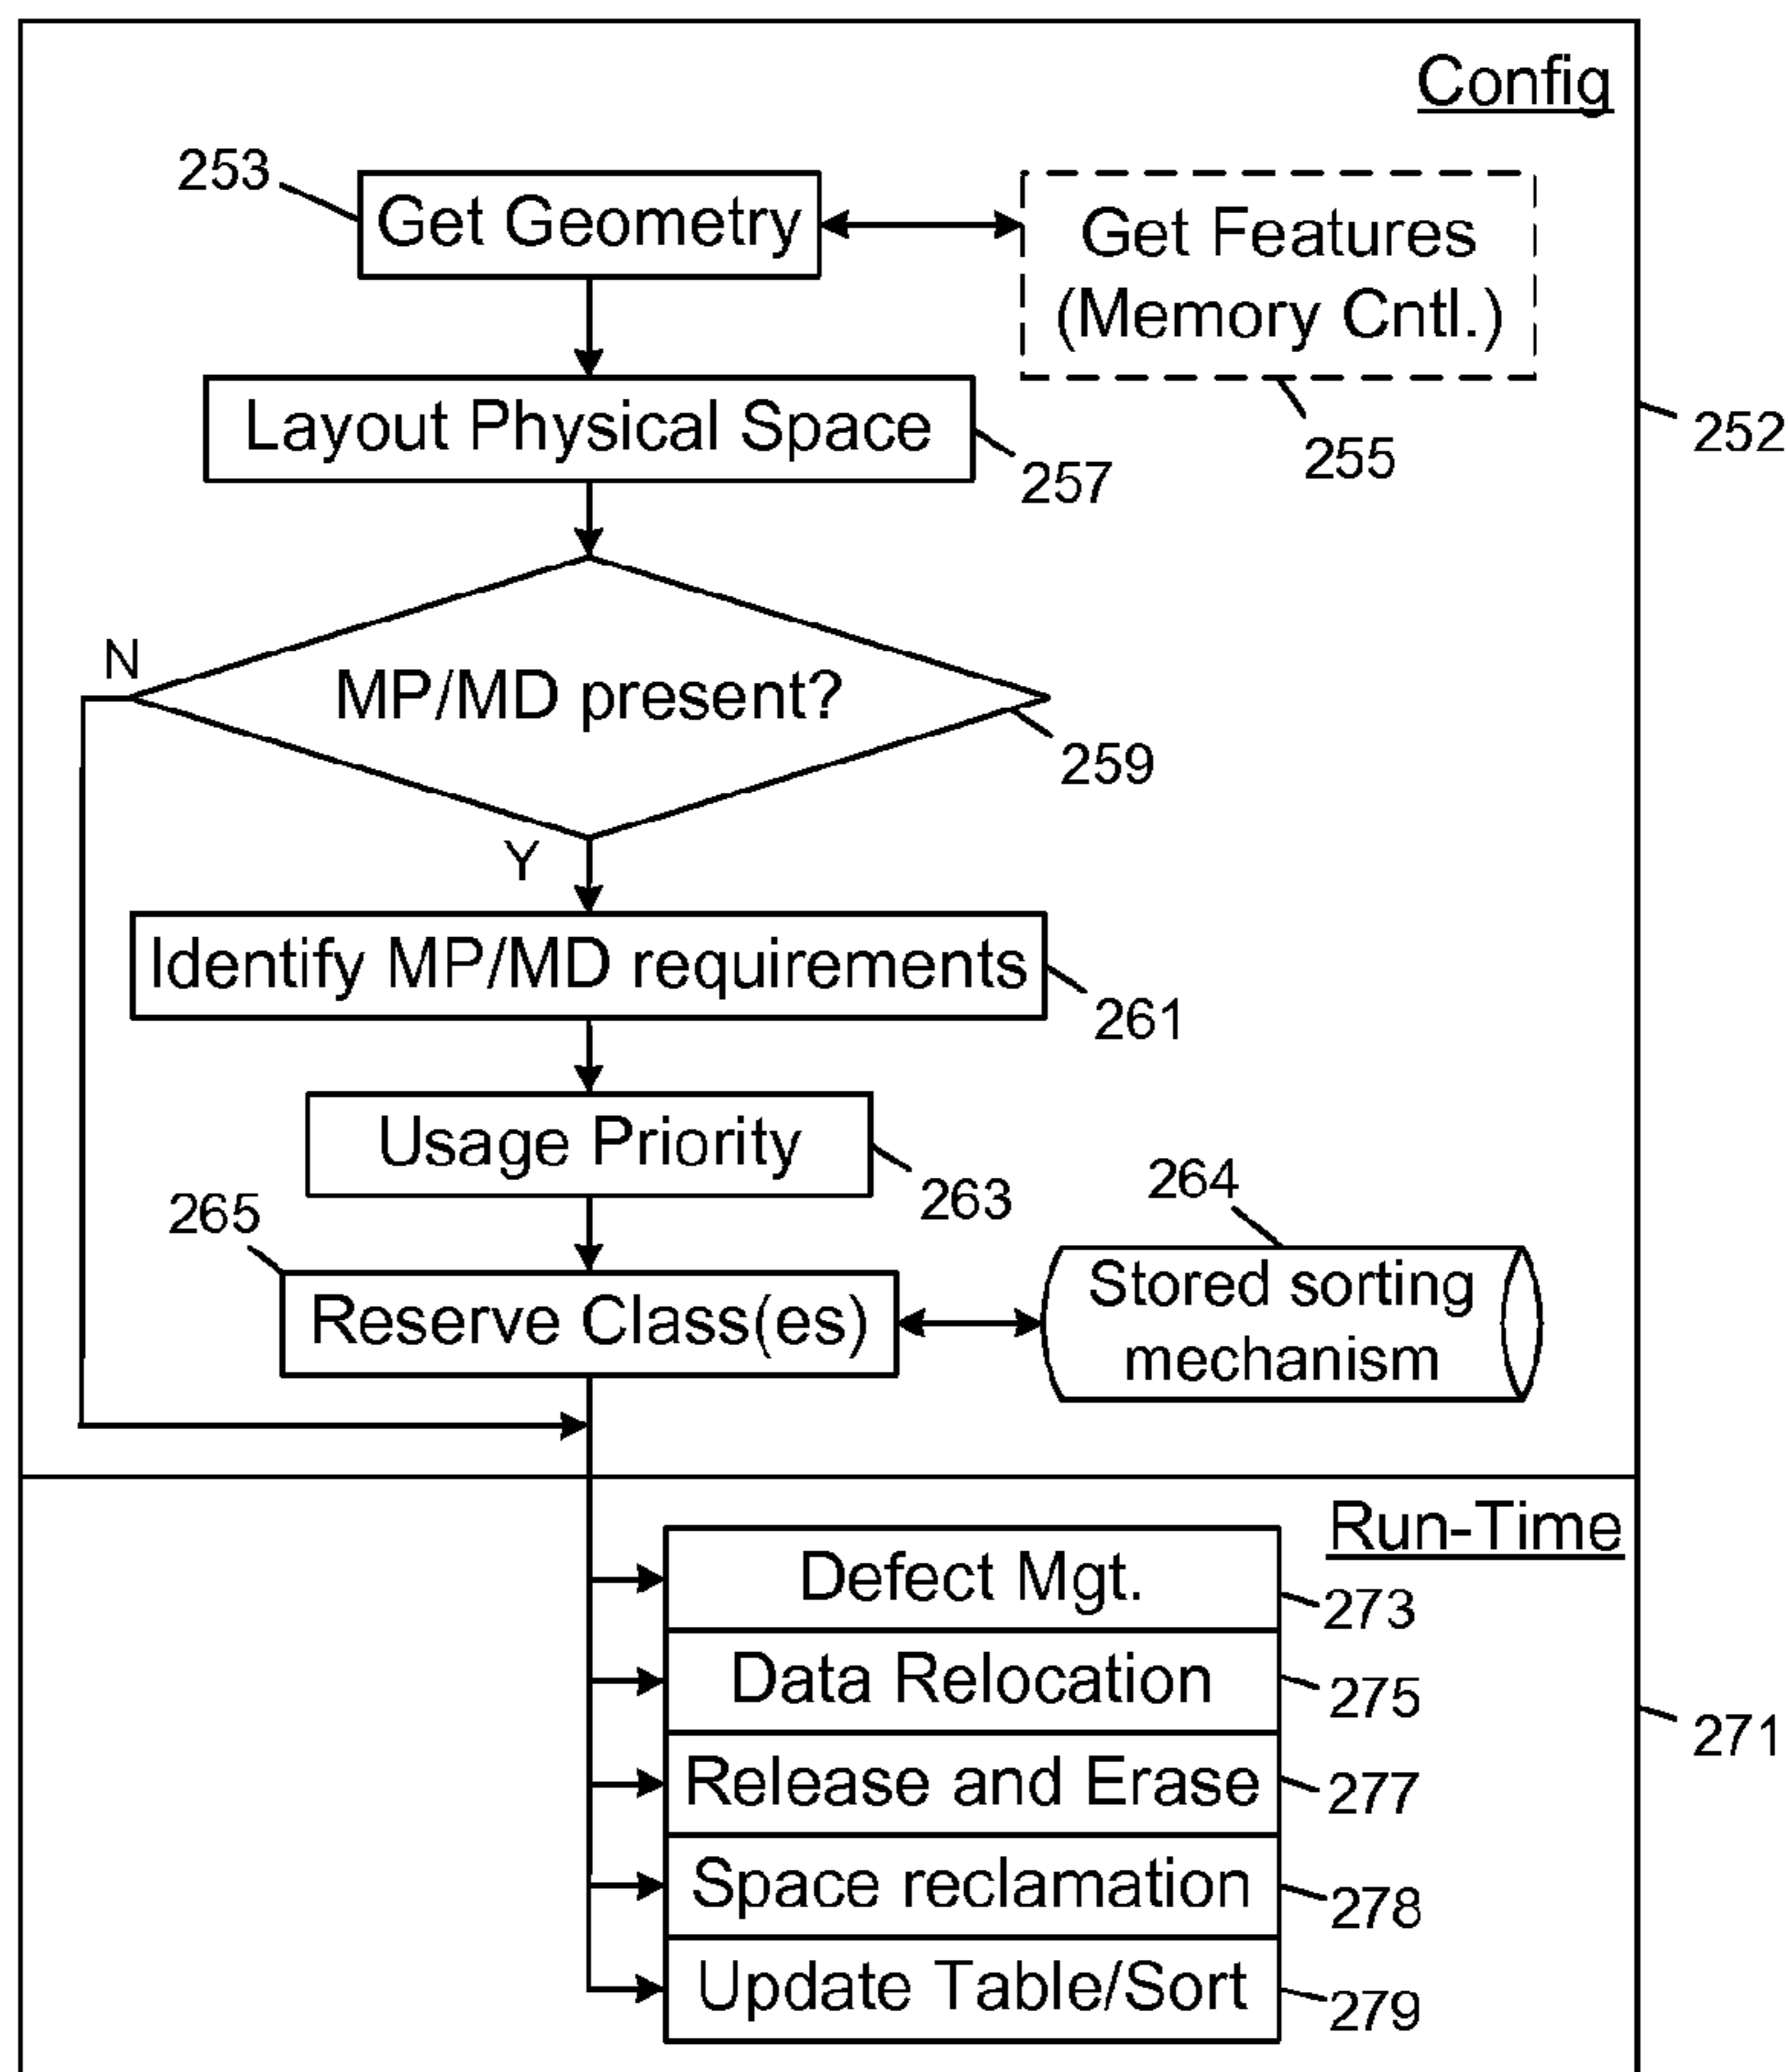 Config
253
Get Geometry
Get Features
(Memory Cntl.)
Layout Physical Space
257
255
252
N
MP/MD present?
259
Y
Identify MP/MD requirements
261
Usage Priority
263
264
265
Reserve Class(es)
Stored sorting
mechanism
Run-Time
Defect Mgt.
273
Data Relocation
275
271
Release and Erase
277
Space reclamation
278
Update Table/Sort
279